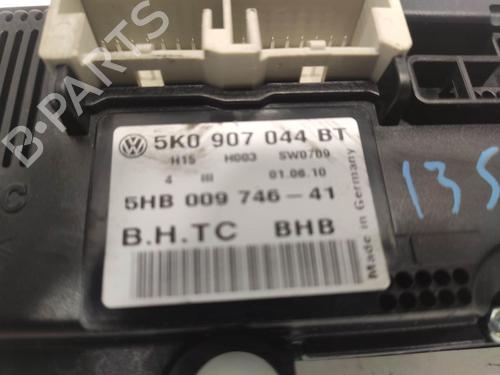 5K0 907 044 BT
H15 H003 SW0709
4 III 01.06.10
5HB 009 746-41
B.H.TC BHB
Made in Germany
135
B-PARTS